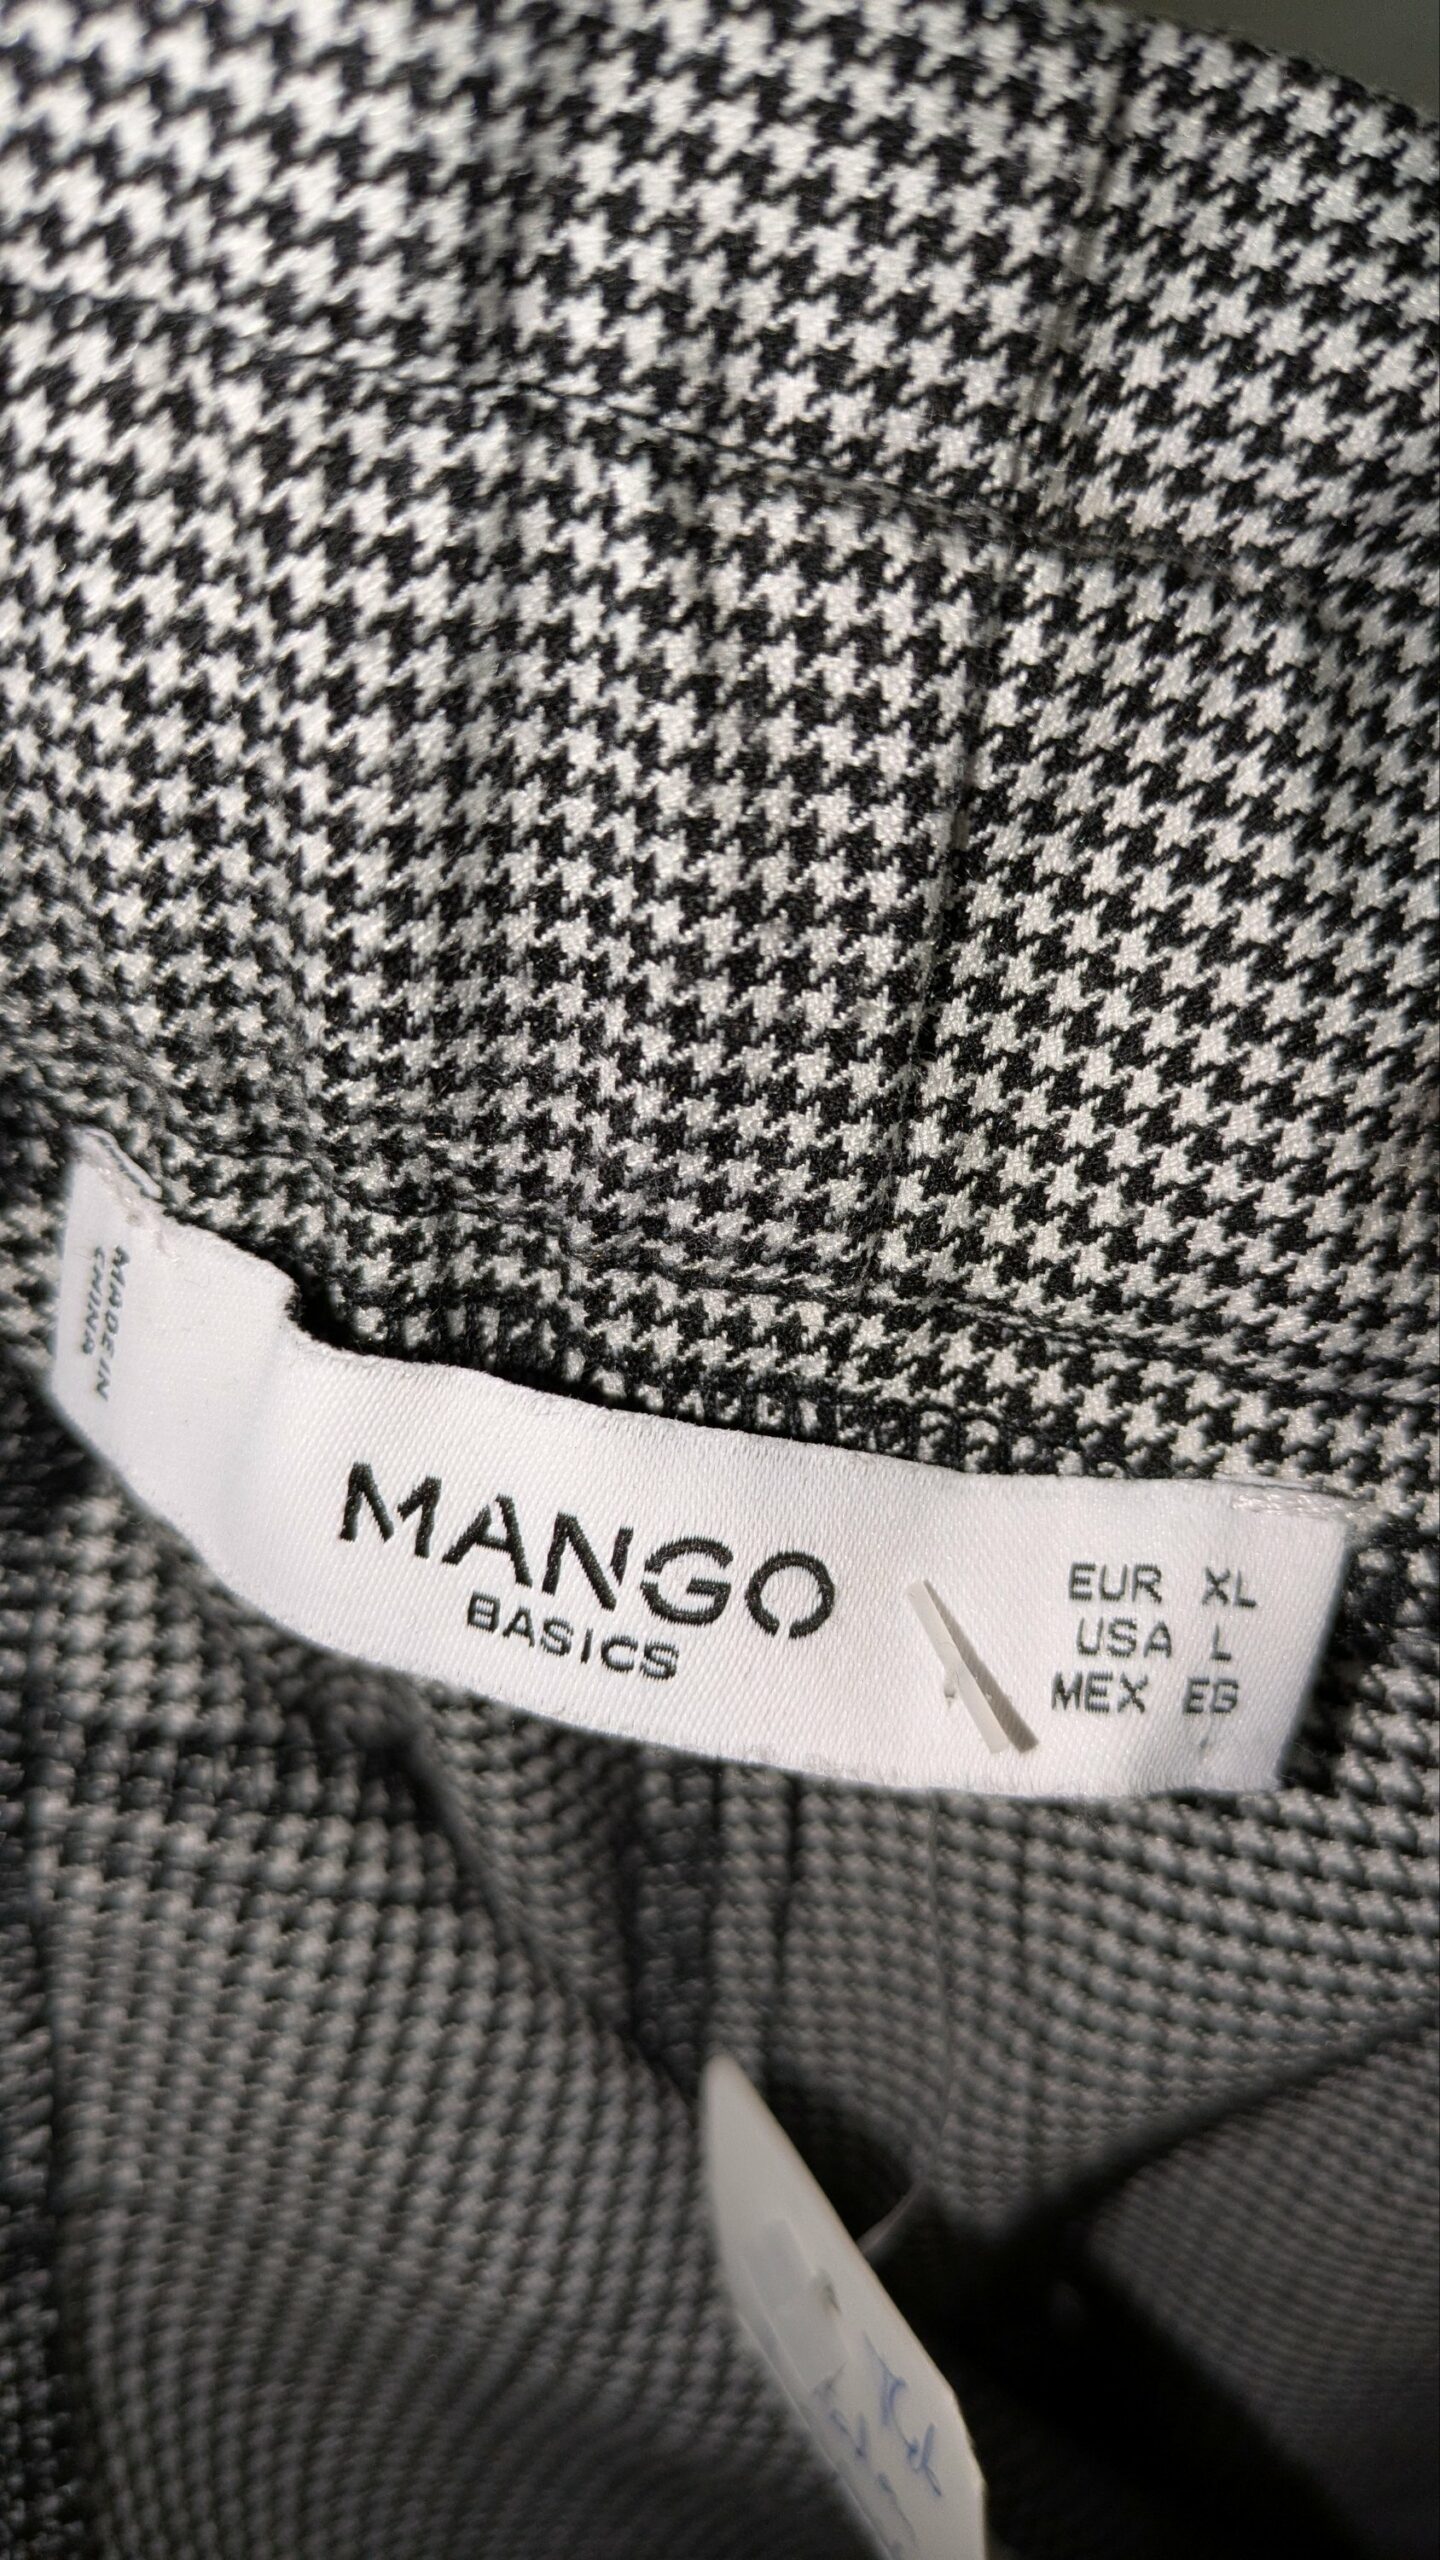 MADE IN
CHINA
MANGO
BASICS
EUR XL
USA L
MEX EG